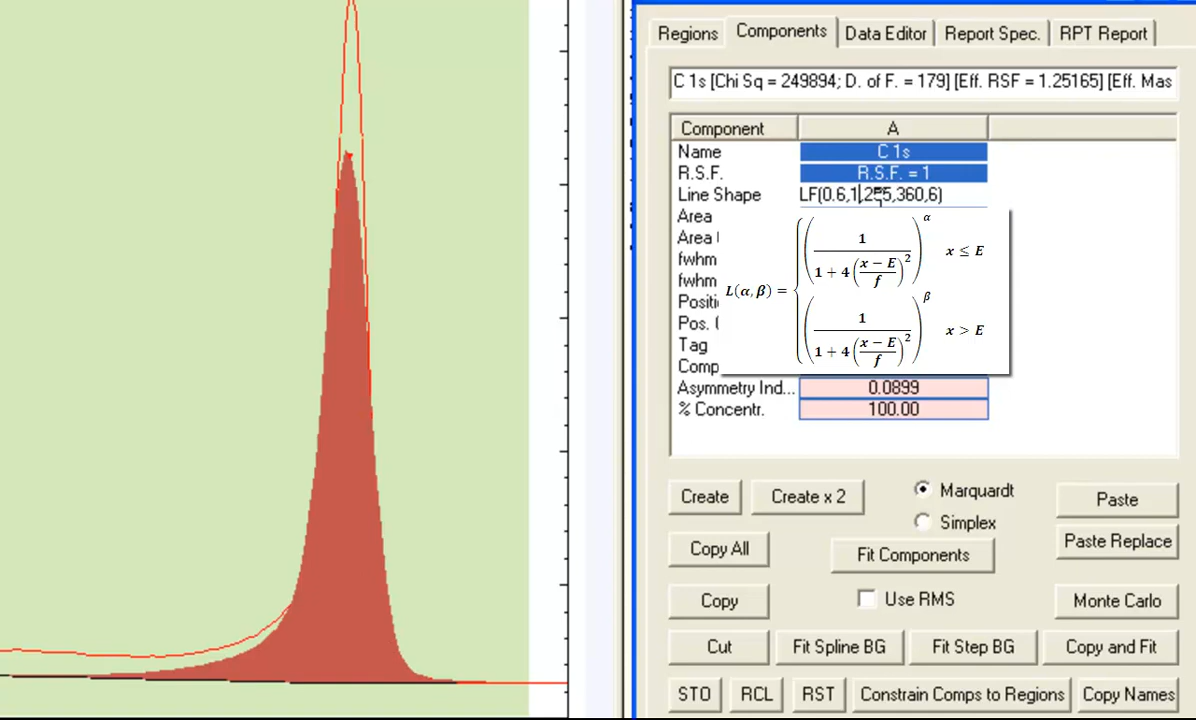 Regions Components Data Editor Report Spec. RPT Report
C 1s [Chi Sq = 249894; D. of F. = 179] [Eff. RSF = 1.25165] [Eff. Mas
Component A
Name C 1s
R.S.F. R.S.F. = 1
Line Shape LF(0.6,1,255,360,6)
Area
Area
fwhm
fwhm
Positi
Pos. (
Tag
Comp
L(α,β) = { (1 / (1 + 4((x − E)/f)²))^α x ≤ E
(1 / (1 + 4((x − E)/f)²))^β x > E
Asymmetry Ind... 0.0899
% Concentr. 100.00
Create Create x 2 Marquardt Paste
Simplex
Copy All Fit Components Paste Replace
Copy Use RMS Monte Carlo
Cut Fit Spline BG Fit Step BG Copy and Fit
STO RCL RST Constrain Comps to Regions Copy Names